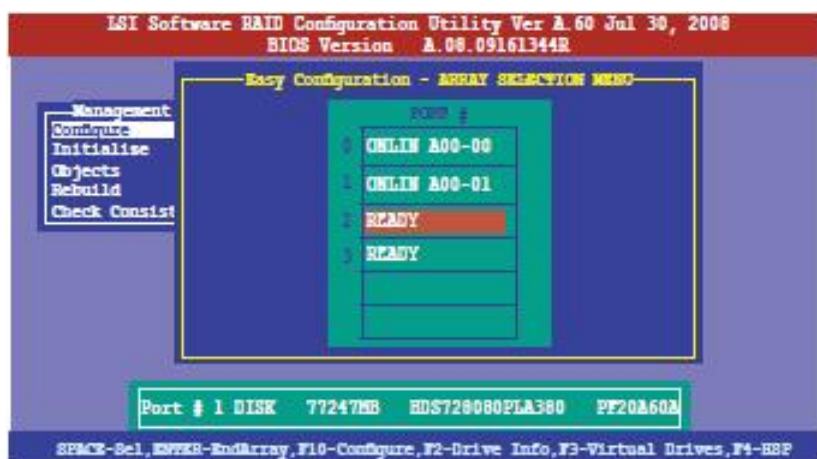 LSI Software RAID Configuration Utility Ver A.60 Jul 30, 2008
BIOS Version A.08.09161344R
Easy Configuration - ARRAY SELECTION MENU
Management
Configure
Initialise
Objects
Rebuild
Check Consist
PORT #
0 ONLIN A00-00
1 ONLIN A00-01
2 READY
3 READY
Port # 1 DISK 77247MB HDS728080PLA380 PF20A60A
SPACE-Sel,ENTER-EndArray,F10-Configure,F2-Drive Info,F3-Virtual Drives,F4-HSP